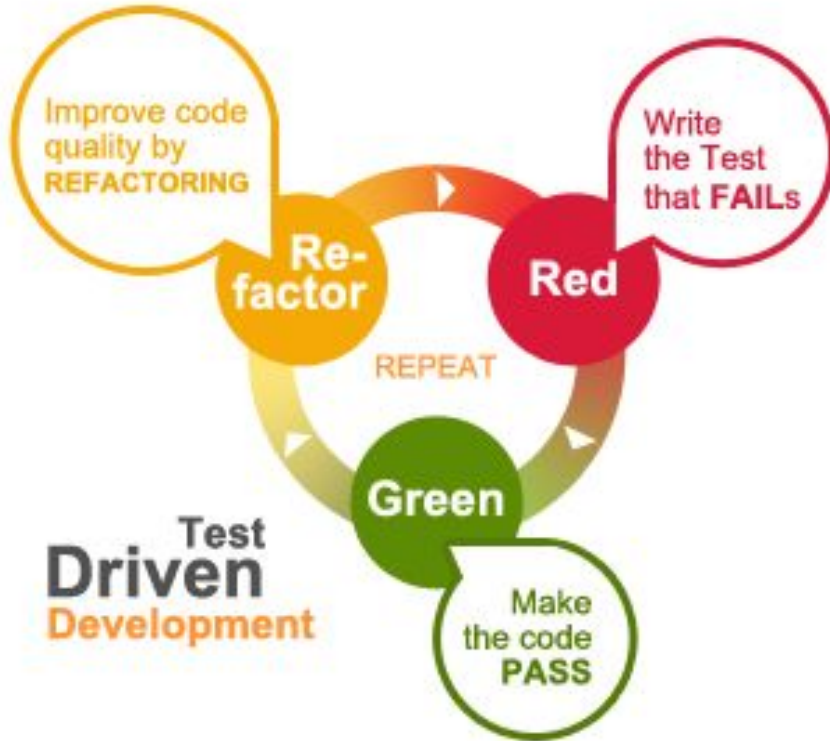 Improve code
quality by
REFACTORING
Write
the Test
that FAILs
Re-
factor
Red
REPEAT
Green
Test
Driven
Development
Make
the code
PASS